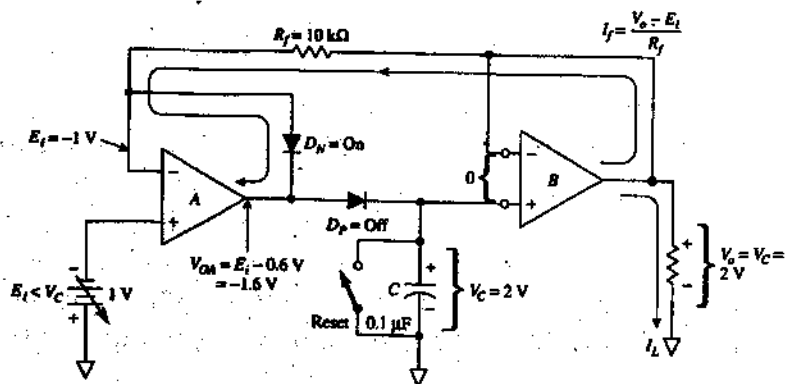 R_f = 10 kΩ
I_f = (V_o − E_i) / R_f
E_i = −1 V
D_N = On
−
A
+
0
−
B
+
D_P = Off
V_OA = E_i − 0.6 V
= −1.6 V
E_i < V_C
−
+
1 V
Reset
0.1 µF
C
+
−
V_C = 2 V
+
−
V_o = V_C =
2 V
I_L